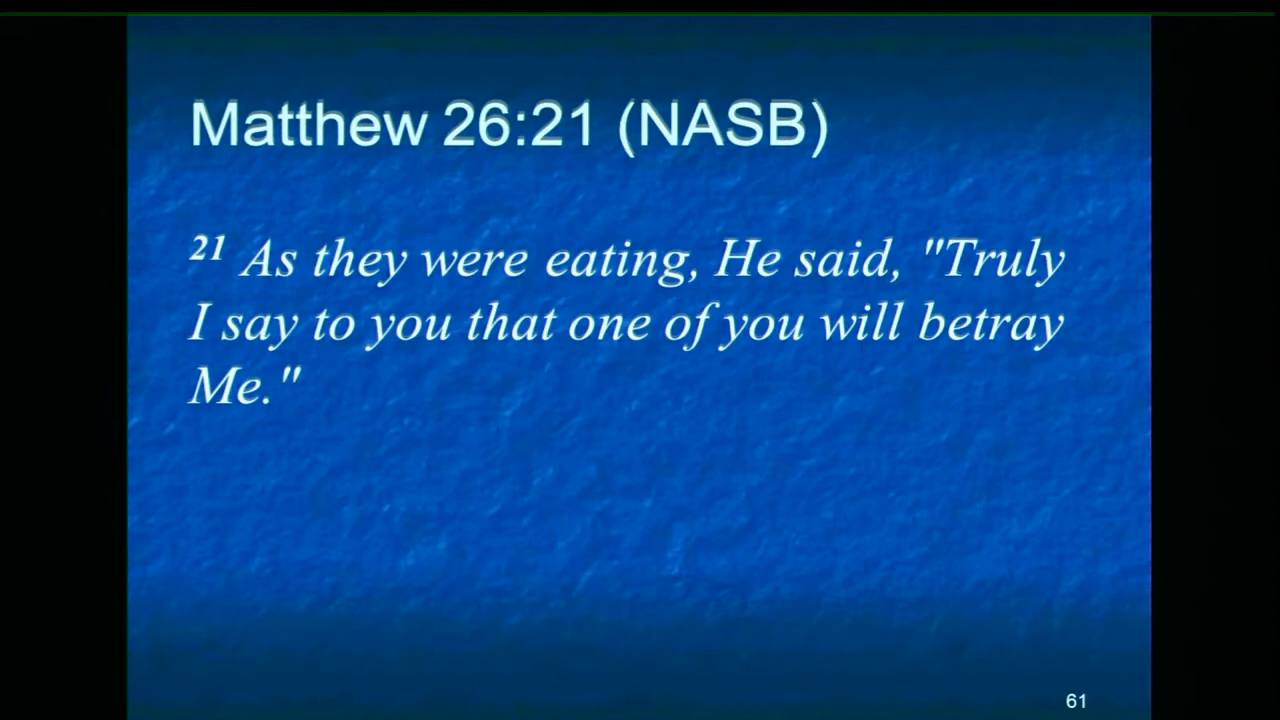 Matthew 26:21 (NASB)
21 As they were eating, He said, "Truly
I say to you that one of you will betray
Me."
61